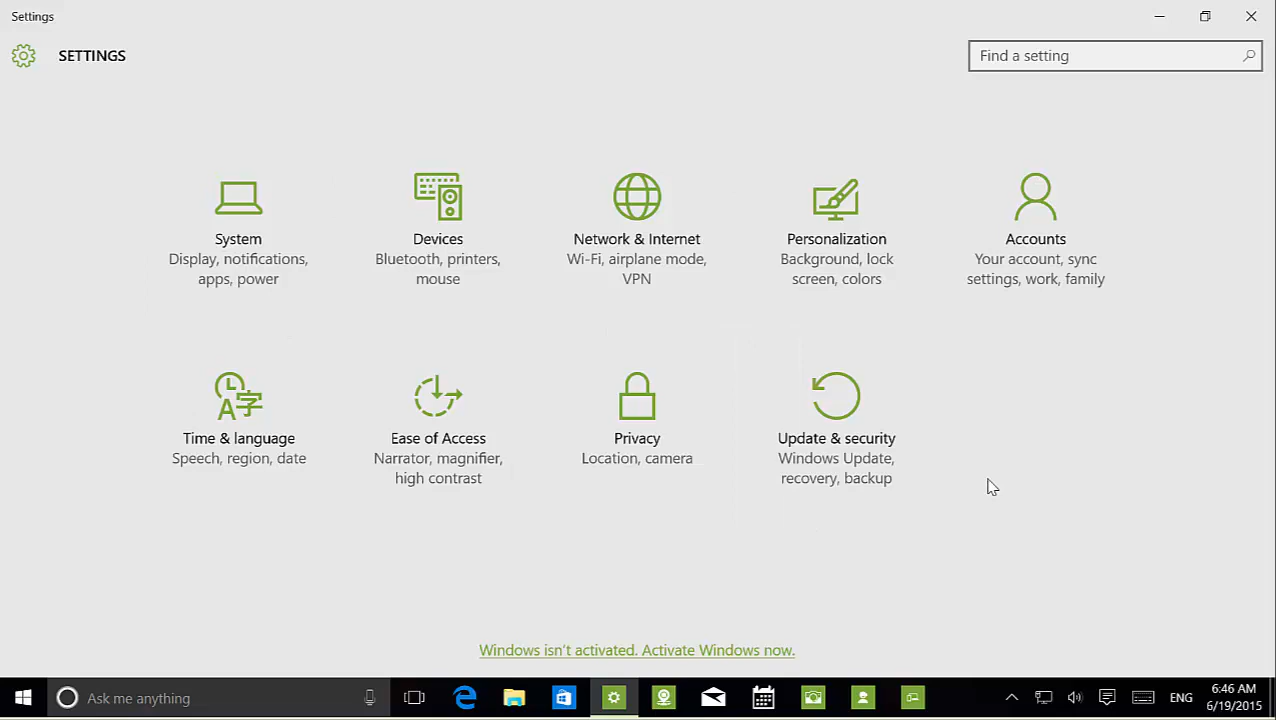 Settings
SETTINGS
Find a setting
System
Display, notifications,
apps, power
Devices
Bluetooth, printers,
mouse
Network & Internet
Wi-Fi, airplane mode,
VPN
Personalization
Background, lock
screen, colors
Accounts
Your account, sync
settings, work, family
Time & language
Speech, region, date
Ease of Access
Narrator, magnifier,
high contrast
Privacy
Location, camera
Update & security
Windows Update,
recovery, backup
Windows isn't activated. Activate Windows now.
Ask me anything
ENG
6:46 AM
6/19/2015